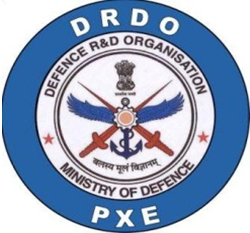 DRDO
DEFENCE R&D ORGANISATION
बलस्य मूलं विज्ञानम्
MINISTRY OF DEFENCE
PXE